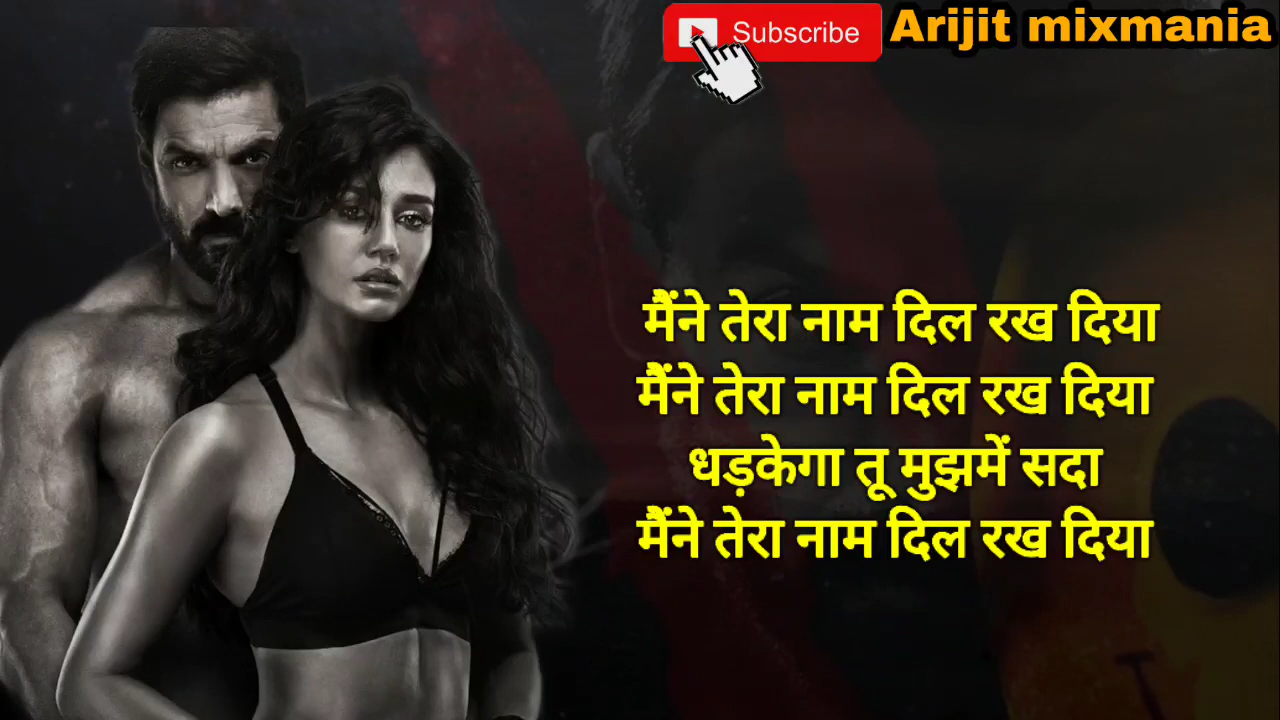 Subscribe
Arijit mixmania
मैंने तेरा नाम दिल रख दिया
मैंने तेरा नाम दिल रख दिया
धड़केगा तू मुझमें सदा
मैंने तेरा नाम दिल रख दिया